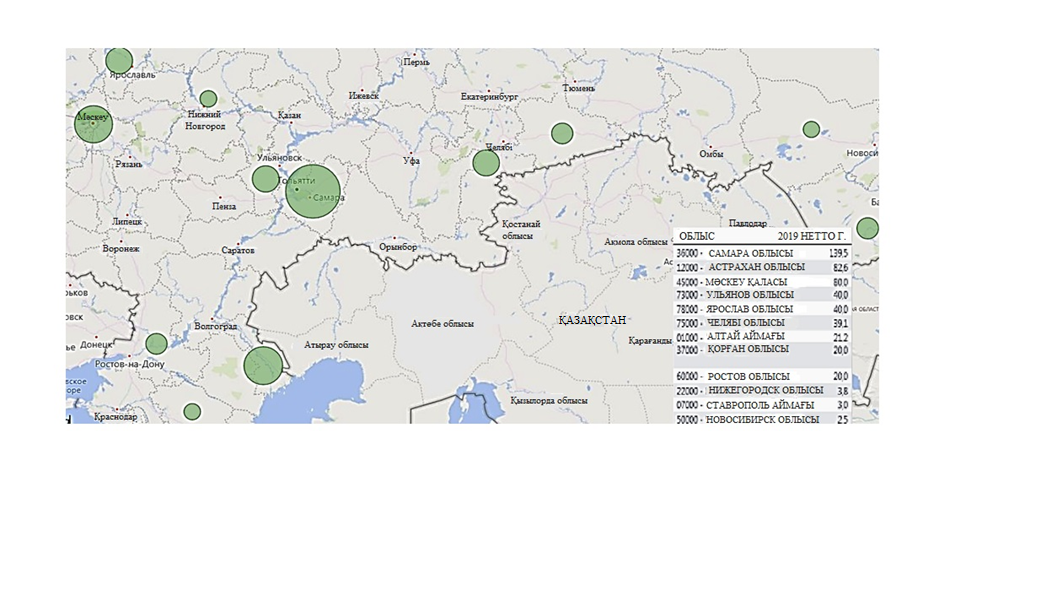 Ярославль
Пермь
Ижевск
Екатеринбург
Тюмень
Мәскеу
Нижний
Новгород
Қазан
Челябі
Омбы
Новоси
Рязань
Ульяновск
Уфа
Тольятти
Самара
Пенза
Липецк
Воронеж
Саратов
Орынбор
Қостанай
облысы
Павлодар
Акмола облысы
рьков
овск
Волгоград
Донецк
Ростов-на-Дону
Краснодар
Атырау облысы
Актөбе облысы
ҚАЗАҚСТАН
Қарағанды
Қызылорда облысы
ОБЛЫС 2019 НЕТТО Г.
36000 - САМАРА ОБЛЫСЫ 139,5
12000 - АСТРАХАН ОБЛЫСЫ 82,6
45000 - МӘСКЕУ ҚАЛАСЫ 80,0
73000 - УЛЬЯНОВ ОБЛЫСЫ 40,0
78000 - ЯРОСЛАВ ОБЛЫСЫ 40,0
75000 - ЧЕЛЯБІ ОБЛЫСЫ 39,1
01000 - АЛТАЙ АЙМАҒЫ 21,2
37000 - ҚОРҒАН ОБЛЫСЫ 20,0
60000 - РОСТОВ ОБЛЫСЫ 20,0
22000 - НИЖЕГОРОДСК ОБЛЫСЫ 3,8
07000 - СТАВРОПОЛЬ АЙМАҒЫ 3,0
50000 - НОВОСИБИРСК ОБЛЫСЫ 2,5